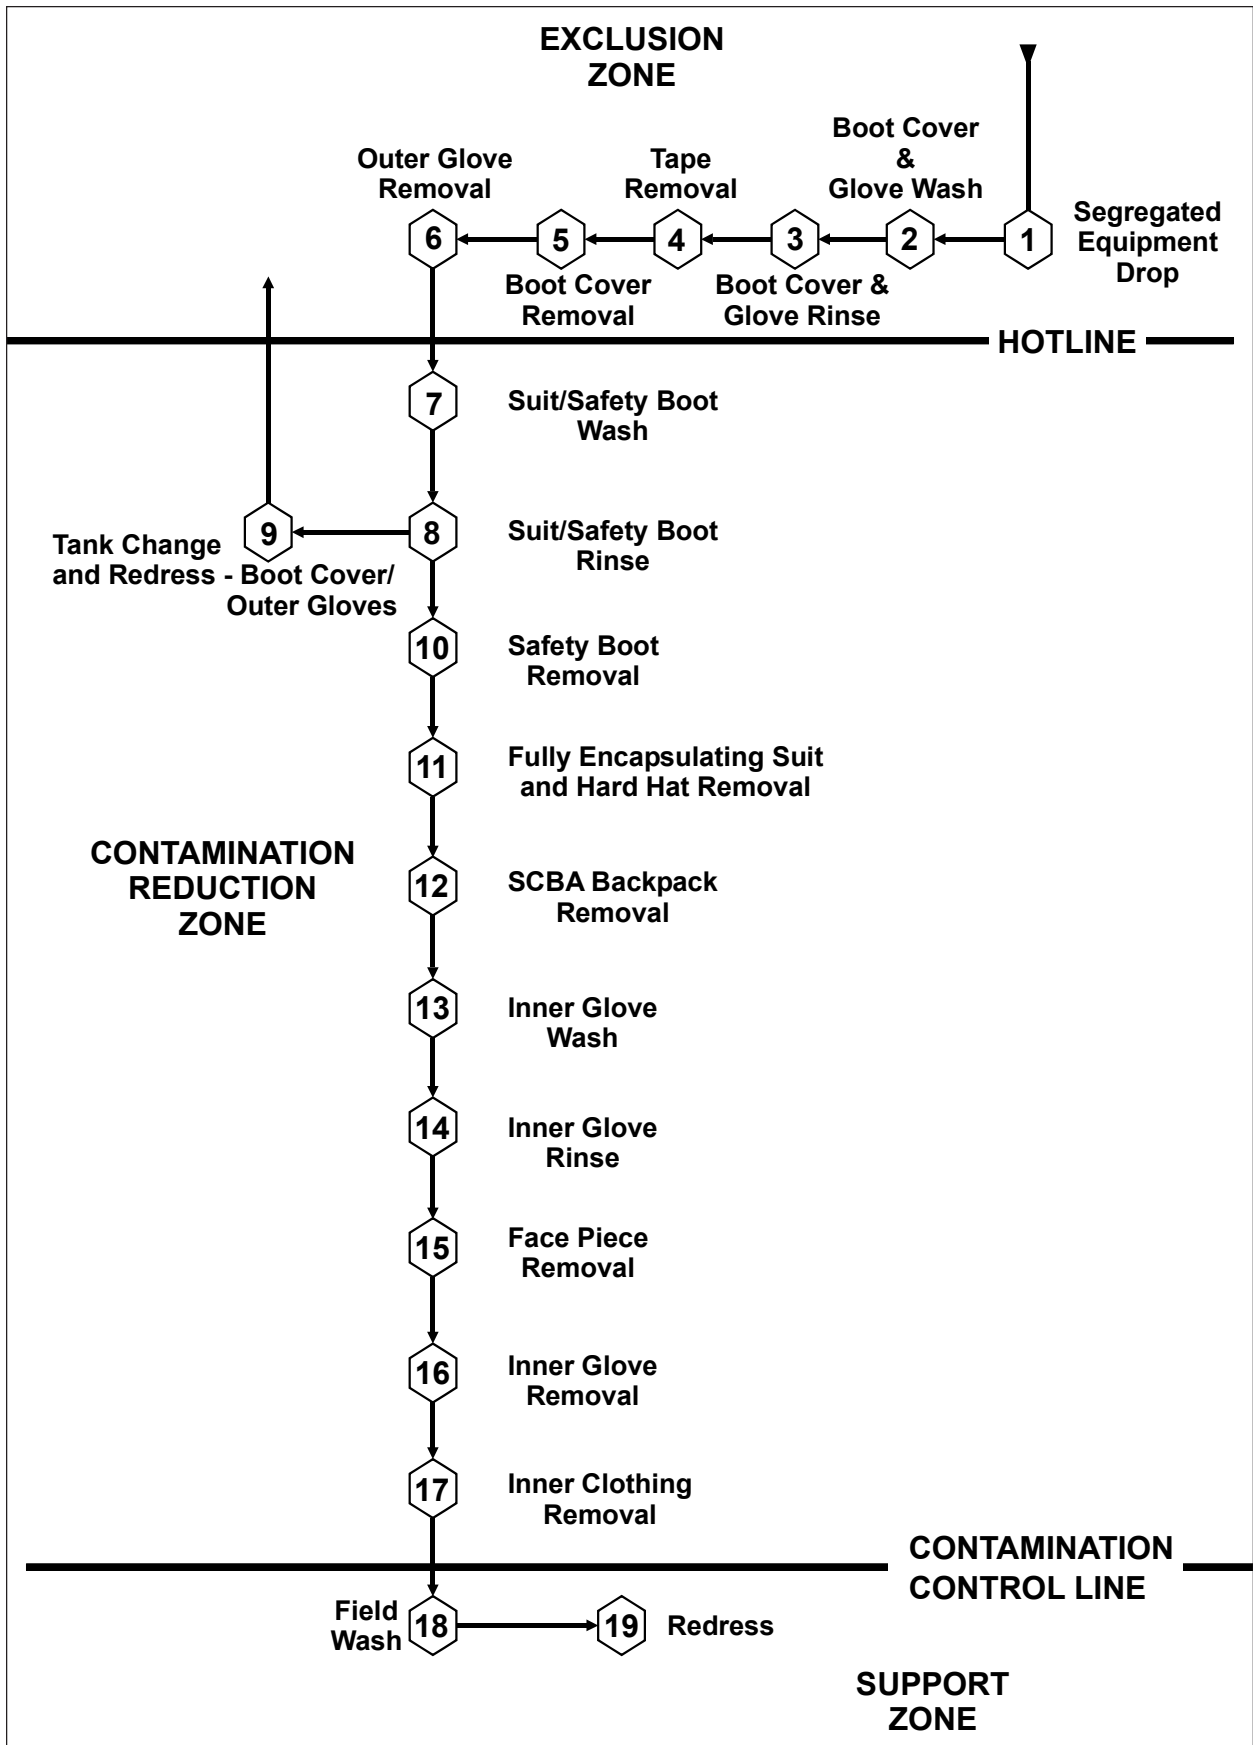 EXCLUSION
ZONE
Boot Cover
&
Glove Wash
Outer Glove
Removal
Tape
Removal
Segregated
Equipment
Drop
6
5
4
3
2
1
Boot Cover
Removal
Boot Cover &
Glove Rinse
HOTLINE
7
Suit/Safety Boot
Wash
9
8
Suit/Safety Boot
Rinse
Tank Change
and Redress - Boot Cover/
Outer Gloves
10
Safety Boot
Removal
11
Fully Encapsulating Suit
and Hard Hat Removal
CONTAMINATION
REDUCTION
ZONE
12
SCBA Backpack
Removal
13
Inner Glove
Wash
14
Inner Glove
Rinse
15
Face Piece
Removal
16
Inner Glove
Removal
17
Inner Clothing
Removal
CONTAMINATION
CONTROL LINE
Field
Wash
18
19
Redress
SUPPORT
ZONE